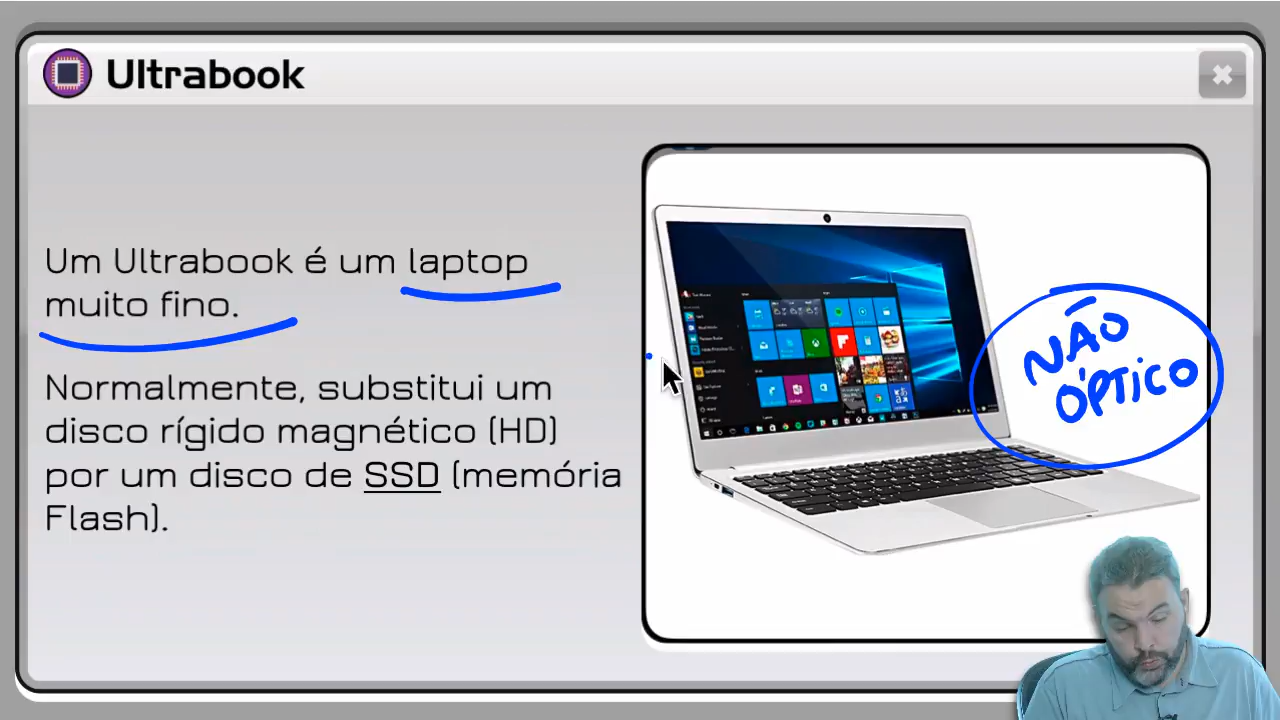 Ultrabook
Um Ultrabook é um laptop
muito fino.
Normalmente, substitui um
disco rígido magnético (HD)
por um disco de SSD (memória
Flash).
NÃO
ÓPTICO